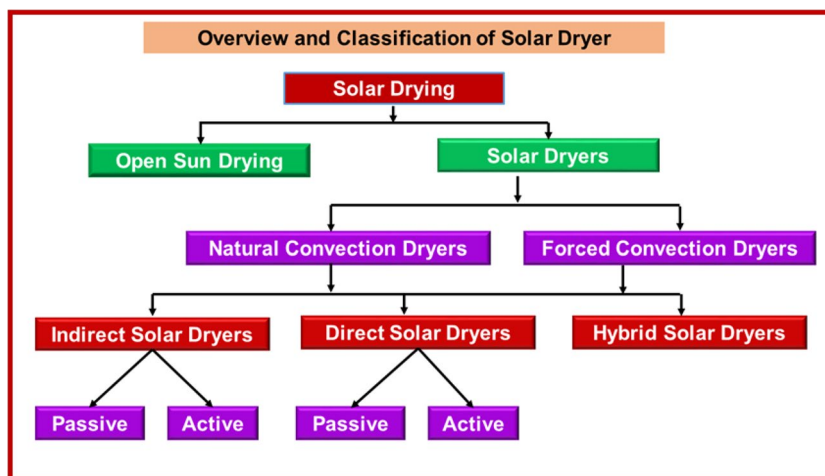 Overview and Classification of Solar Dryer
Solar Drying
Open Sun Drying
Solar Dryers
Natural Convection Dryers
Forced Convection Dryers
Indirect Solar Dryers
Direct Solar Dryers
Hybrid Solar Dryers
Passive
Active
Passive
Active